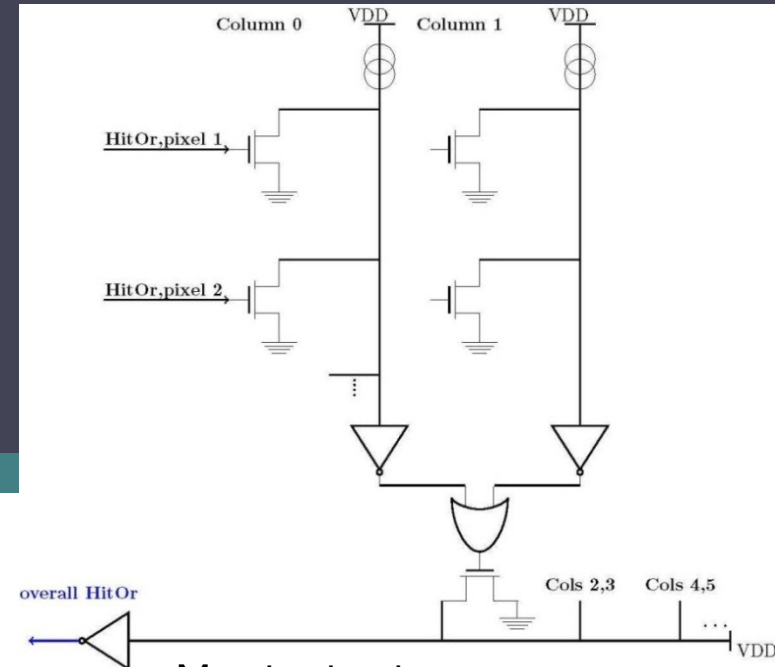 Column 0
VDD
Column 1
VDD
HitOr,pixel 1
HitOr,pixel 2
overall HitOr
Cols 2,3
Cols 4,5
...
VDD